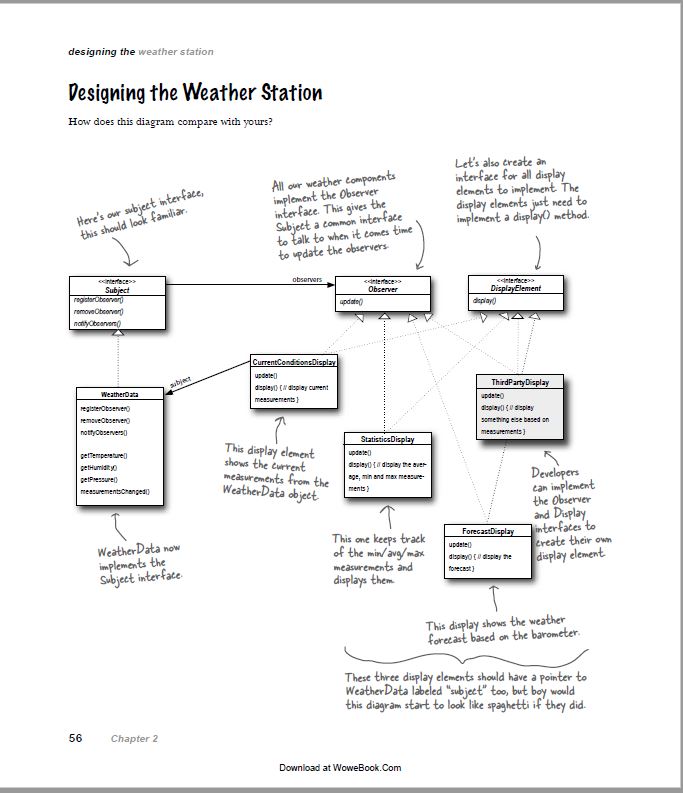 designing the weather station
Designing the Weather Station
How does this diagram compare with yours?
Here's our subject interface,
this should look familiar.
All our weather components
implement the Observer
interface. This gives the
Subject a common interface
to talk to when it comes time
to update the observers.
Let's also create an
interface for all display
elements to implement. The
display elements just need to
implement a display() method.
<<interface>>
Subject
registerObserver()
removeObserver()
notifyObservers()
observers
<<interface>>
Observer
update()
<<interface>>
DisplayElement
display()
subject
WeatherData
registerObserver()
removeObserver()
notifyObservers()
getTemperature()
getHumidity()
getPressure()
measurementsChanged()
CurrentConditionsDisplay
update()
display() { // display current
measurements }
StatisticsDisplay
update()
display() { // display the aver-
age, min and max measure-
ments }
ThirdPartyDisplay
update()
display() { // display
something else based on
measurements }
ForecastDisplay
update()
display() { // display the
forecast }
WeatherData now
implements the
Subject interface.
This display element
shows the current
measurements from the
WeatherData object.
This one keeps track
of the min/avg/max
measurements and
displays them.
Developers
can implement
the Observer
and Display
interfaces to
create their own
display element.
This display shows the weather
forecast based on the barometer.
These three display elements should have a pointer to
WeatherData labeled "subject" too, but boy would
this diagram start to look like spaghetti if they did.
56 Chapter 2
Download at WoweBook.Com